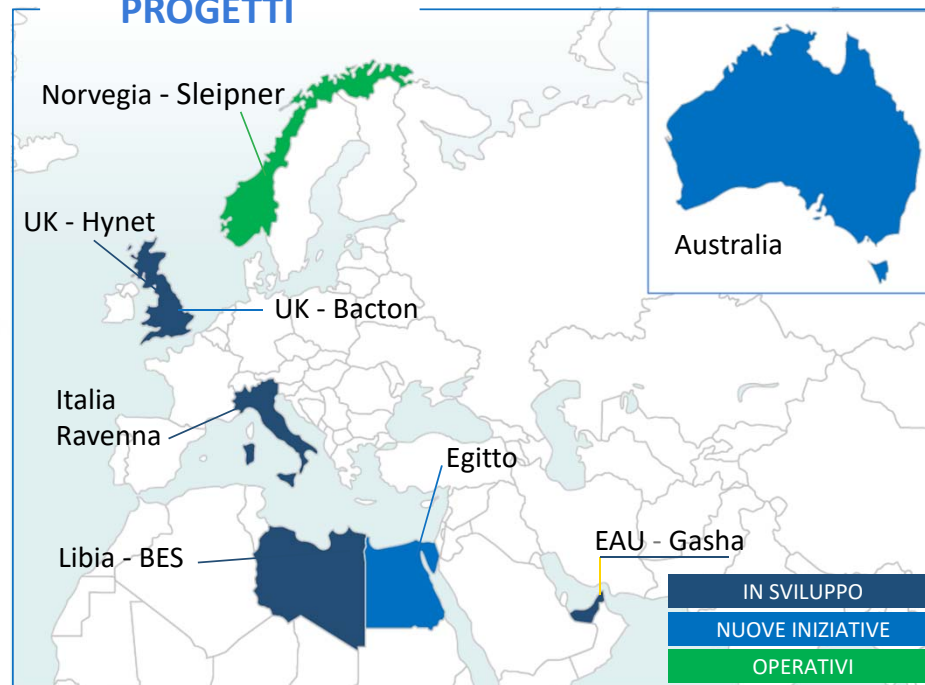 PROGETTI
Norvegia - Sleipner
UK - Hynet
Australia
UK - Bacton
Italia
Ravenna
Egitto
Libia - BES
EAU - Gasha
IN SVILUPPO
NUOVE INIZIATIVE
OPERATIVI